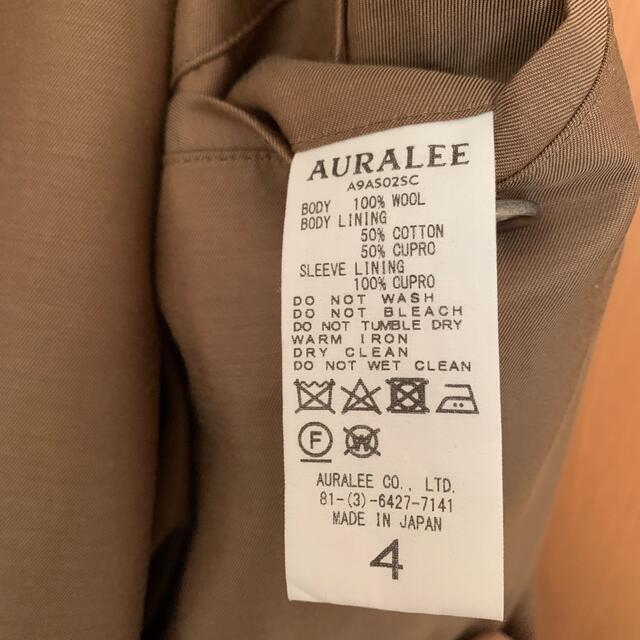 AURALEE
A9AS02SC
BODY 100% WOOL
BODY LINING
50% COTTON
50% CUPRO
SLEEVE LINING
100% CUPRO
DO NOT WASH
DO NOT BLEACH
DO NOT TUMBLE DRY
WARM IRON
DRY CLEAN
DO NOT WET CLEAN
F W
AURALEE CO., LTD.
81-(3)-6427-7141
MADE IN JAPAN
4